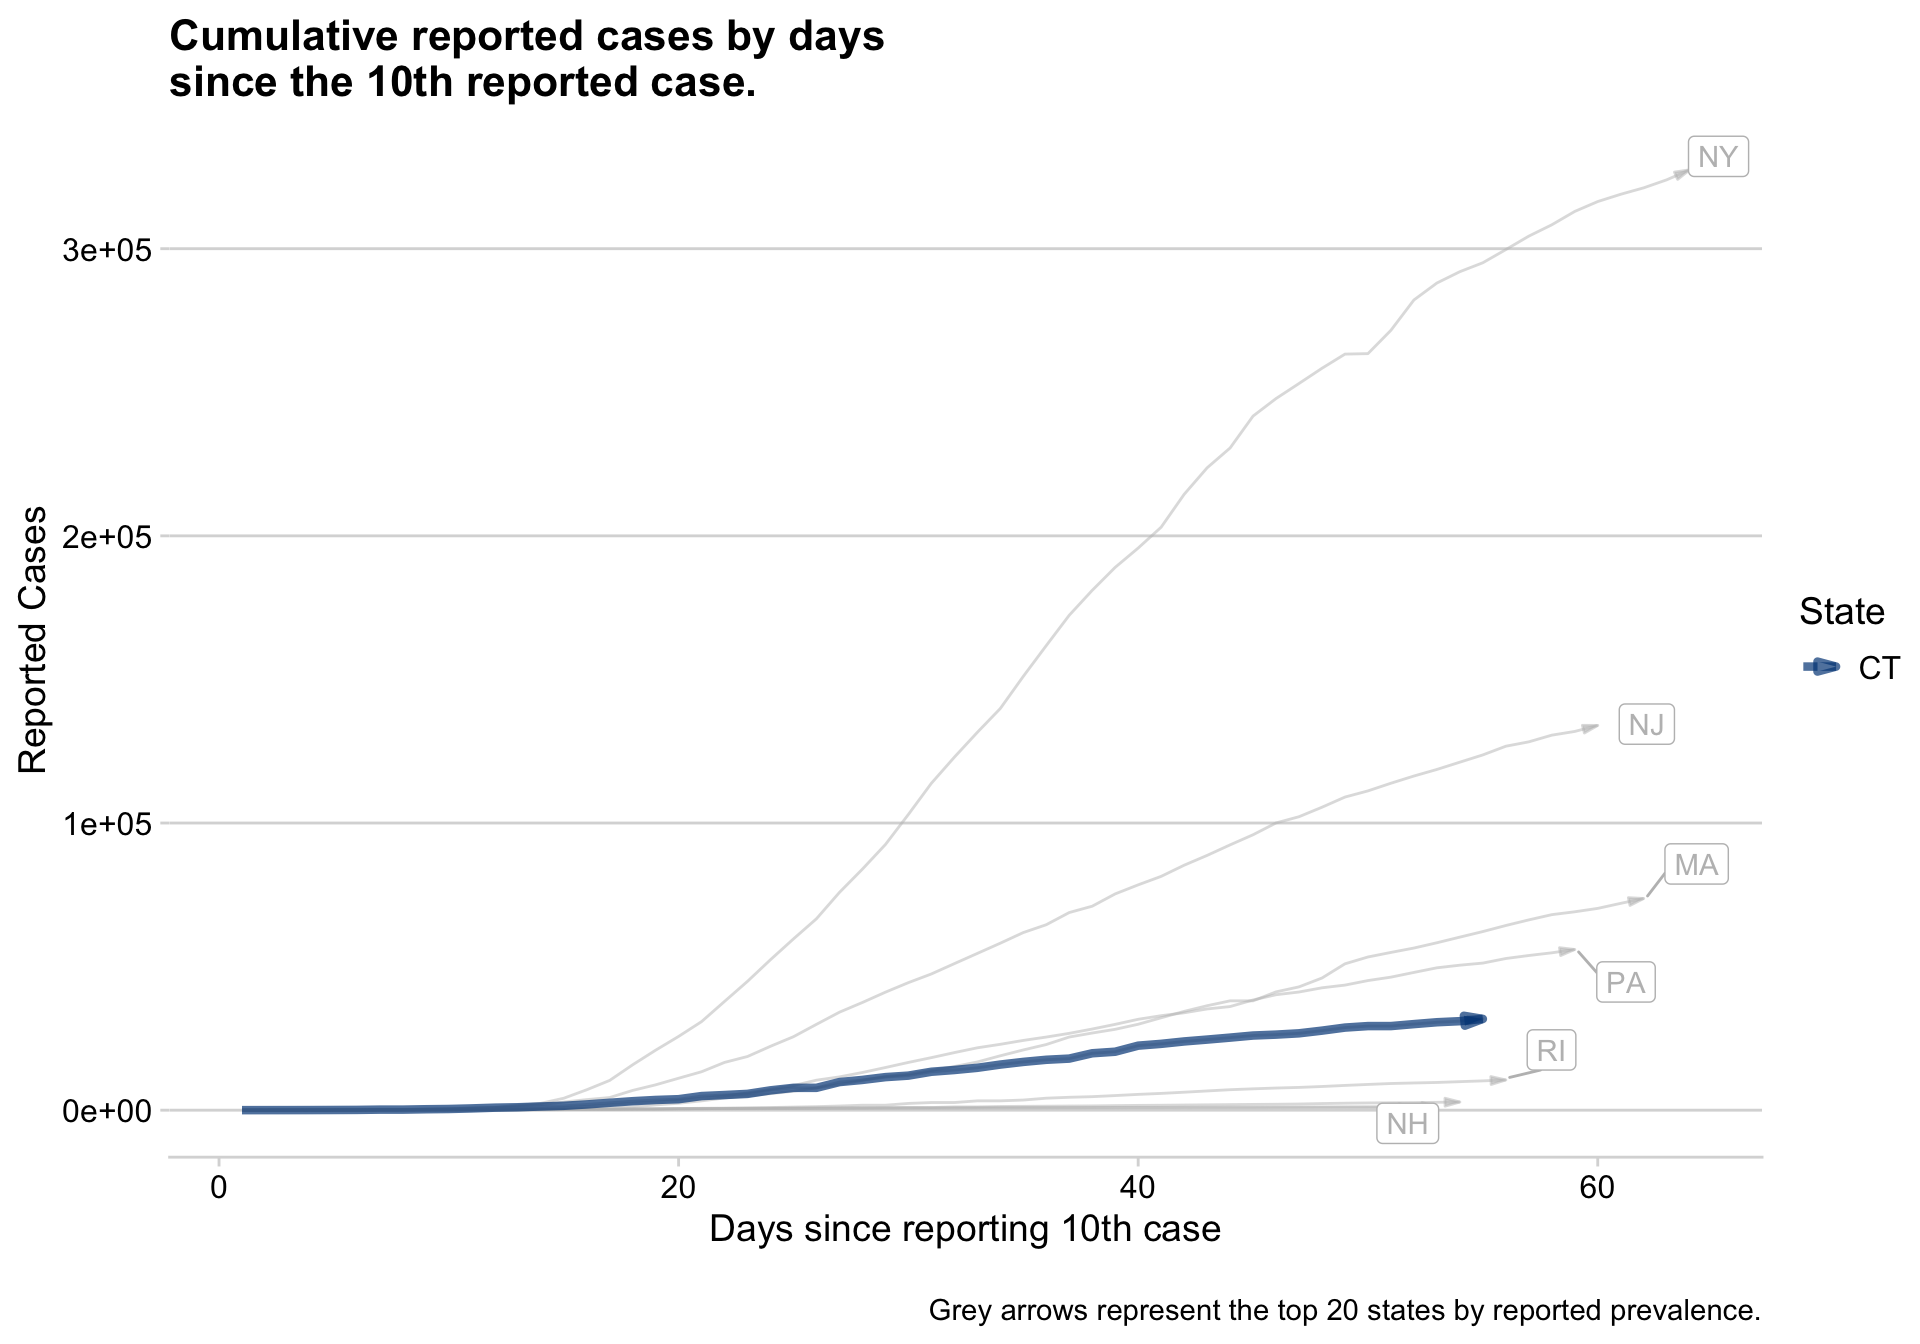 Cumulative reported cases by days
since the 10th reported case.
NY
3e+05
2e+05
Reported Cases
State
CT
NJ
1e+05
MA
PA
RI
0e+00
NH
0 20 40 60
Days since reporting 10th case
Grey arrows represent the top 20 states by reported prevalence.